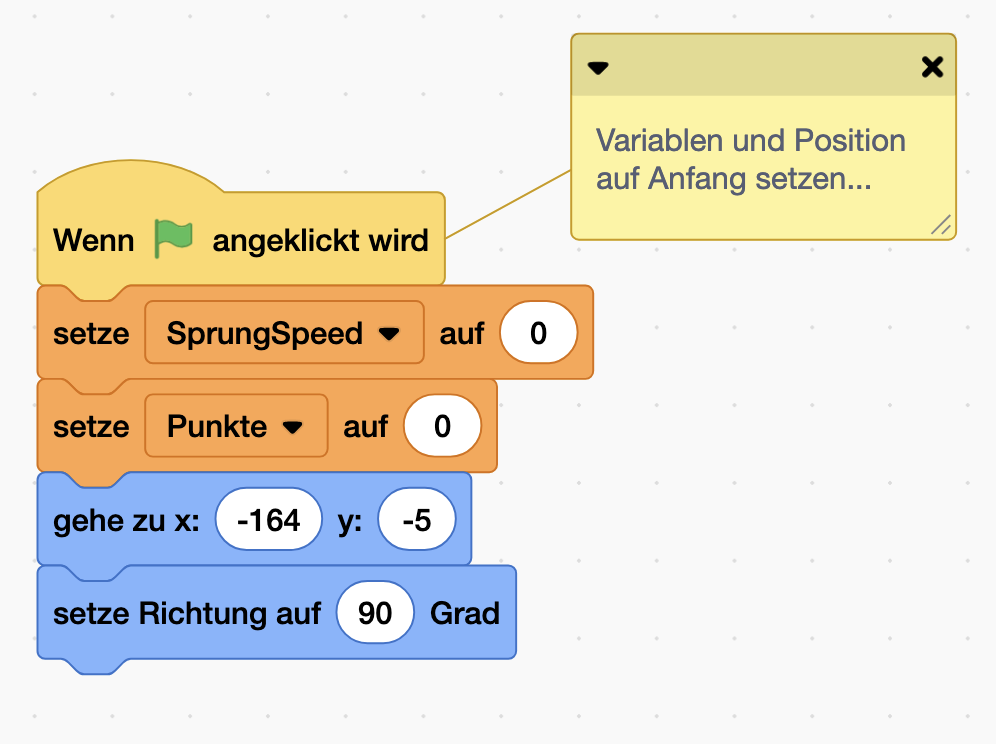 Variablen und Position
auf Anfang setzen...
Wenn angeklickt wird
setze SprungSpeed auf 0
setze Punkte auf 0
gehe zu x: -164 y: -5
setze Richtung auf 90 Grad